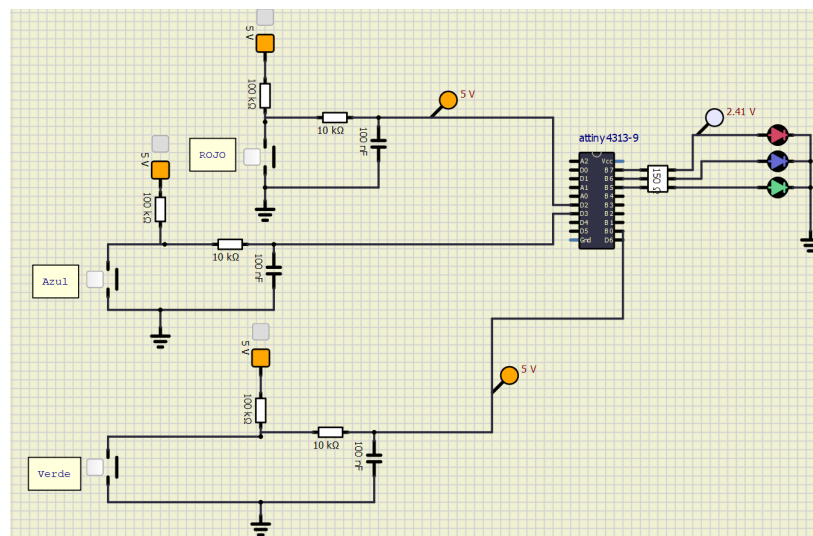 5 V
100 kΩ
10 kΩ
100 nF
5 V
ROJO
5 V
100 kΩ
10 kΩ
100 nF
Azul
attiny4313-9
A2 Vcc
D0 B7
D1 B6
A1 B5
A0 B4
D2 B3
D3 B2
D4 B1
D5 B0
Gnd D6
150 Ω
2.41 V
5 V
100 kΩ
10 kΩ
100 nF
5 V
Verde